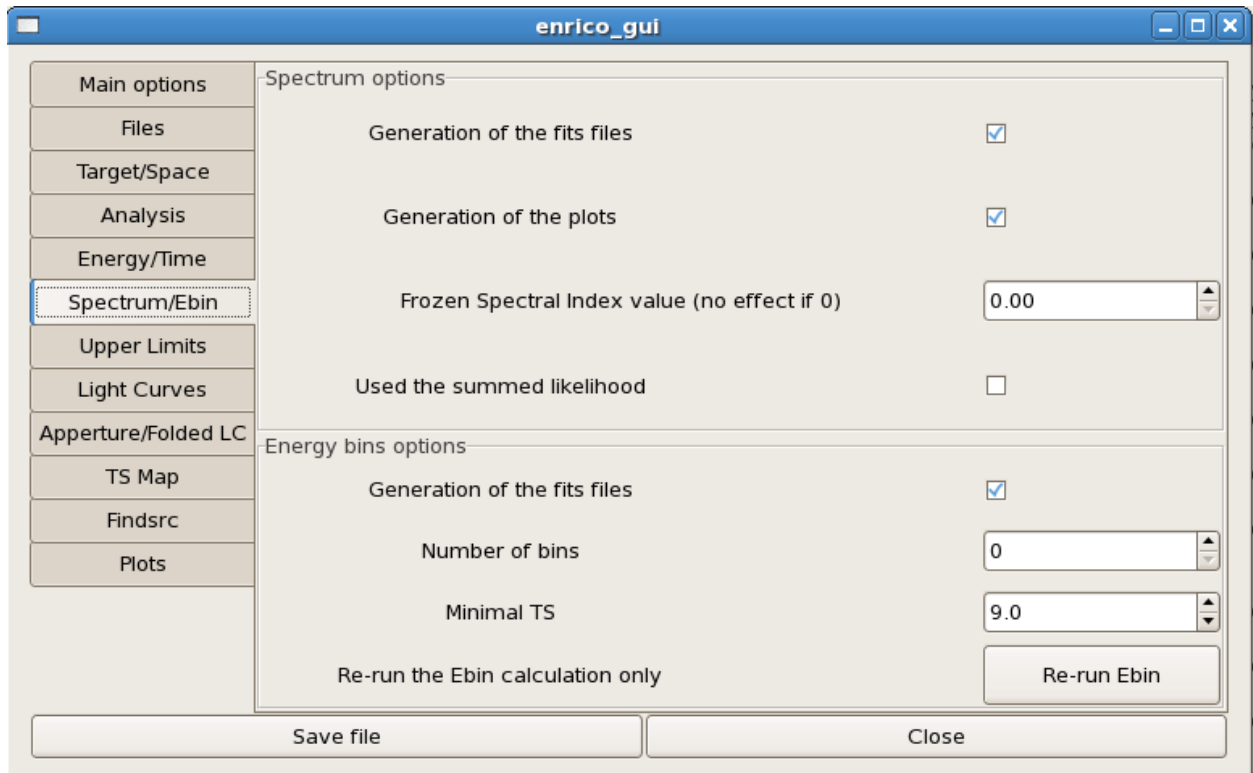 enrico_gui
Main options
Files
Target/Space
Analysis
Energy/Time
Spectrum/Ebin
Upper Limits
Light Curves
Apperture/Folded LC
TS Map
Findsrc
Plots
Spectrum options
Generation of the fits files
Generation of the plots
Frozen Spectral Index value (no effect if 0) 0.00
Used the summed likelihood
Energy bins options
Generation of the fits files
Number of bins 0
Minimal TS 9.0
Re-run the Ebin calculation only Re-run Ebin
Save file Close